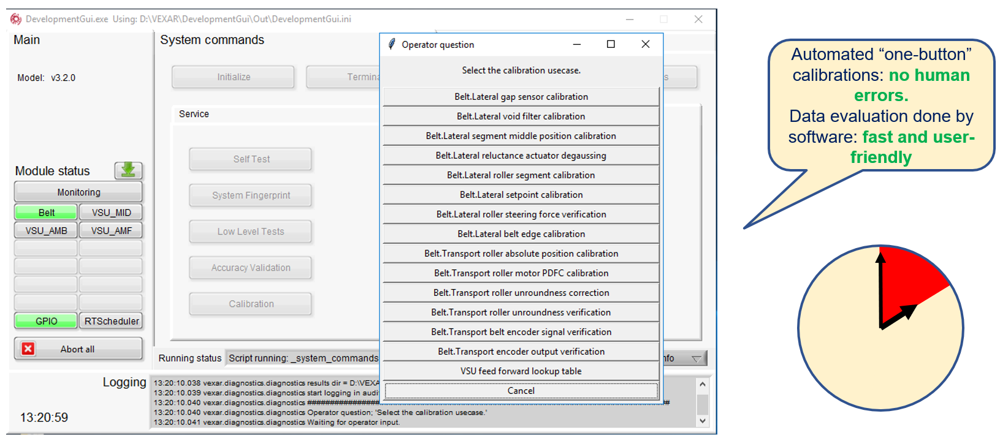 DevelopmentGui.exe Using: D:\VEXAR\DevelopmentGui\Out\DevelopmentGui.ini
Main
Model: v3.2.0
Module status
Monitoring
Belt VSU_MID
VSU_AMB VSU_AMF
GPIO RTScheduler
Abort all
System commands
Initialize
Service
Self Test
System Fingerprint
Low Level Tests
Accuracy Validation
Calibration
Running status Script running: _system_commands
Operator question
Select the calibration usecase.
Belt.Lateral gap sensor calibration
Belt.Lateral void filter calibration
Belt.Lateral segment middle position calibration
Belt.Lateral reluctance actuator degaussing
Belt.Lateral roller segment calibration
Belt.Lateral setpoint calibration
Belt.Lateral roller steering force verification
Belt.Lateral belt edge calibration
Belt.Transport roller absolute position calibration
Belt.Transport roller motor PDFC calibration
Belt.Transport roller unroundness correction
Belt.Transport roller unroundness verification
Belt.Transport belt encoder signal verification
Belt.Transport encoder output verification
VSU feed forward lookup table
Cancel
Logging
13:20:59
13:20:10.038 vexar.diagnostics.diagnostics results dir = D:\VEXA
13:20:10.039 vexar.diagnostics.diagnostics start logging in audi
13:20:10.040 vexar.diagnostics.diagnostics
13:20:10.040 vexar.diagnostics.diagnostics Operator question; 'Select the calibration usecase.'
13:20:10.041 vexar.diagnostics.diagnostics Waiting for operator input.
Automated “one-button”
calibrations: no human
errors.
Data evaluation done by
software: fast and user-
friendly